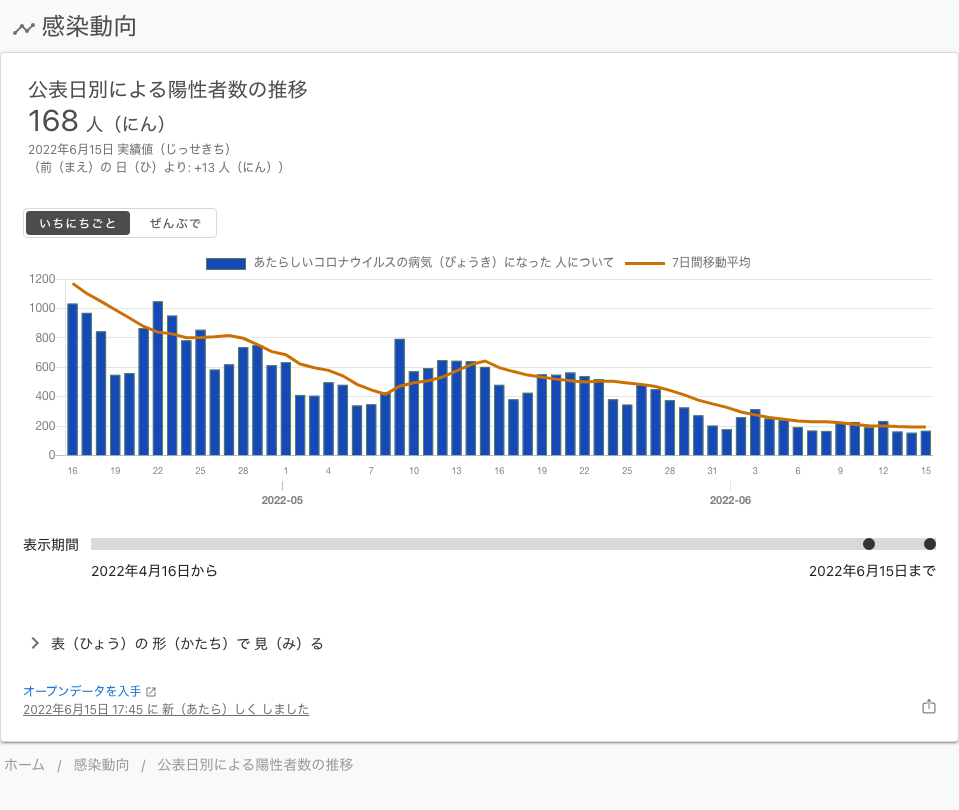 感染動向
公表日別による陽性者数の推移
168 人（にん）
2022年6月15日 実績値（じっせきち）
（前（まえ）の 日（ひ）より: +13 人（にん））
いちにちごと ぜんぶで
あたらしいコロナウイルスの病気（びょうき）になった 人について 7日間移動平均
1200
1000
800
600
400
200
0
16 19 22 25 28 1 4 7 10 13 16 19 22 25 28 31 3 6 9 12 15
2022-05 2022-06
表示期間
2022年4月16日から 2022年6月15日まで
表（ひょう）の 形（かたち）で 見（み）る
オープンデータを入手
2022年6月15日 17:45 に 新（あたら）しく しました
ホーム / 感染動向 / 公表日別による陽性者数の推移